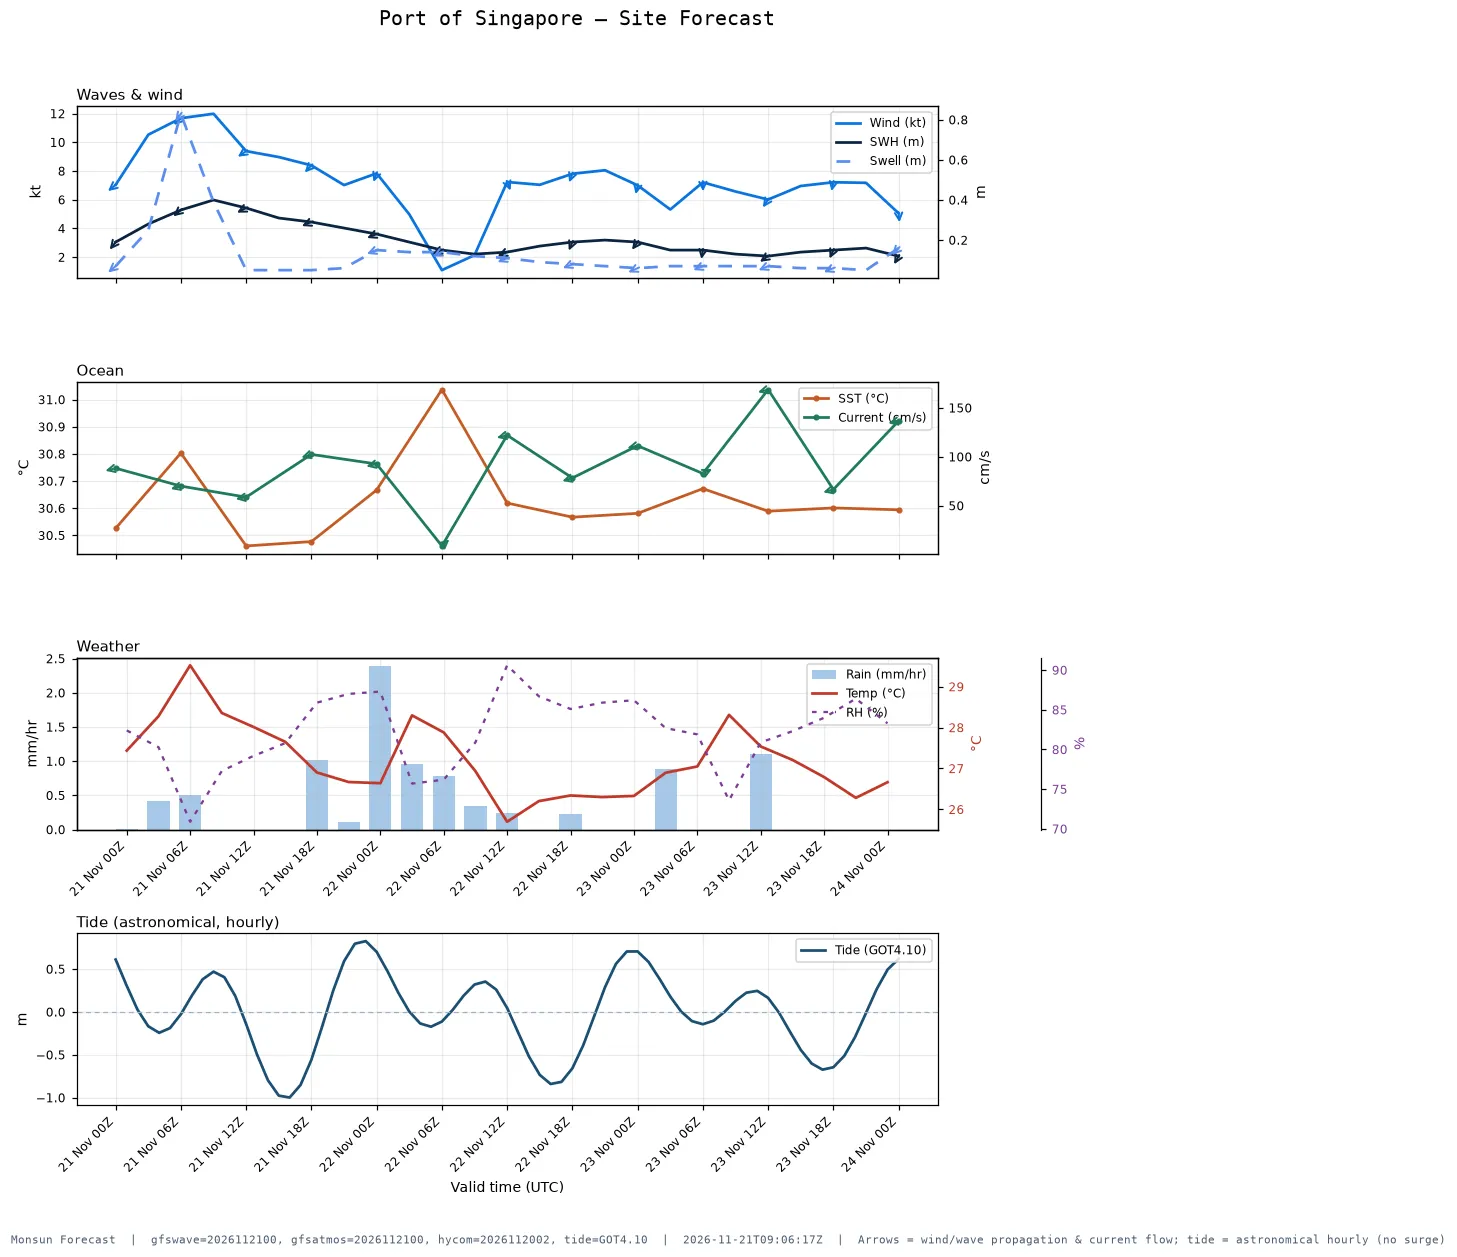 Port of Singapore — Site Forecast
Waves & wind
12
10
8
6
4
2
kt
0.8
0.6
0.4
0.2
m
Wind (kt)
SWH (m)
Swell (m)
Ocean
31.0
30.9
30.8
30.7
30.6
30.5
°C
150
100
50
cm/s
SST (°C)
Current (cm/s)
Weather
2.5
2.0
1.5
1.0
0.5
0.0
mm/hr
29
28
27
26
°C
90
85
80
75
70
%
Rain (mm/hr)
Temp (°C)
RH (%)
21 Nov 00Z
21 Nov 06Z
21 Nov 12Z
21 Nov 18Z
22 Nov 00Z
22 Nov 06Z
22 Nov 12Z
22 Nov 18Z
23 Nov 00Z
23 Nov 06Z
23 Nov 12Z
23 Nov 18Z
24 Nov 00Z
Tide (astronomical, hourly)
0.5
0.0
−0.5
−1.0
m
Tide (GOT4.10)
21 Nov 00Z
21 Nov 06Z
21 Nov 12Z
21 Nov 18Z
22 Nov 00Z
22 Nov 06Z
22 Nov 12Z
22 Nov 18Z
23 Nov 00Z
23 Nov 06Z
23 Nov 12Z
23 Nov 18Z
24 Nov 00Z
Valid time (UTC)
Monsun Forecast | gfswave=2026112100, gfsatmos=2026112100, hycom=2026112002, tide=GOT4.10 | 2026-11-21T09:06:17Z | Arrows = wind/wave propagation & current flow; tide = astronomical hourly (no surge)